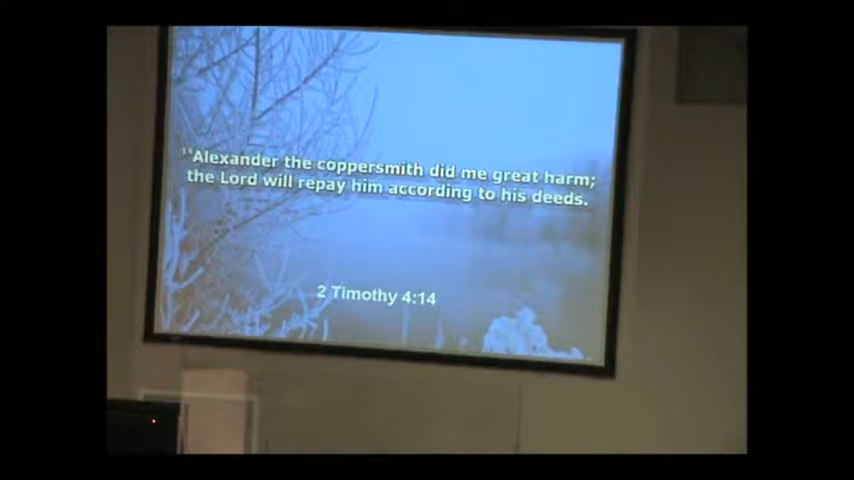 ¹⁴Alexander the coppersmith did me great harm;
the Lord will repay him according to his deeds.
2 Timothy 4:14